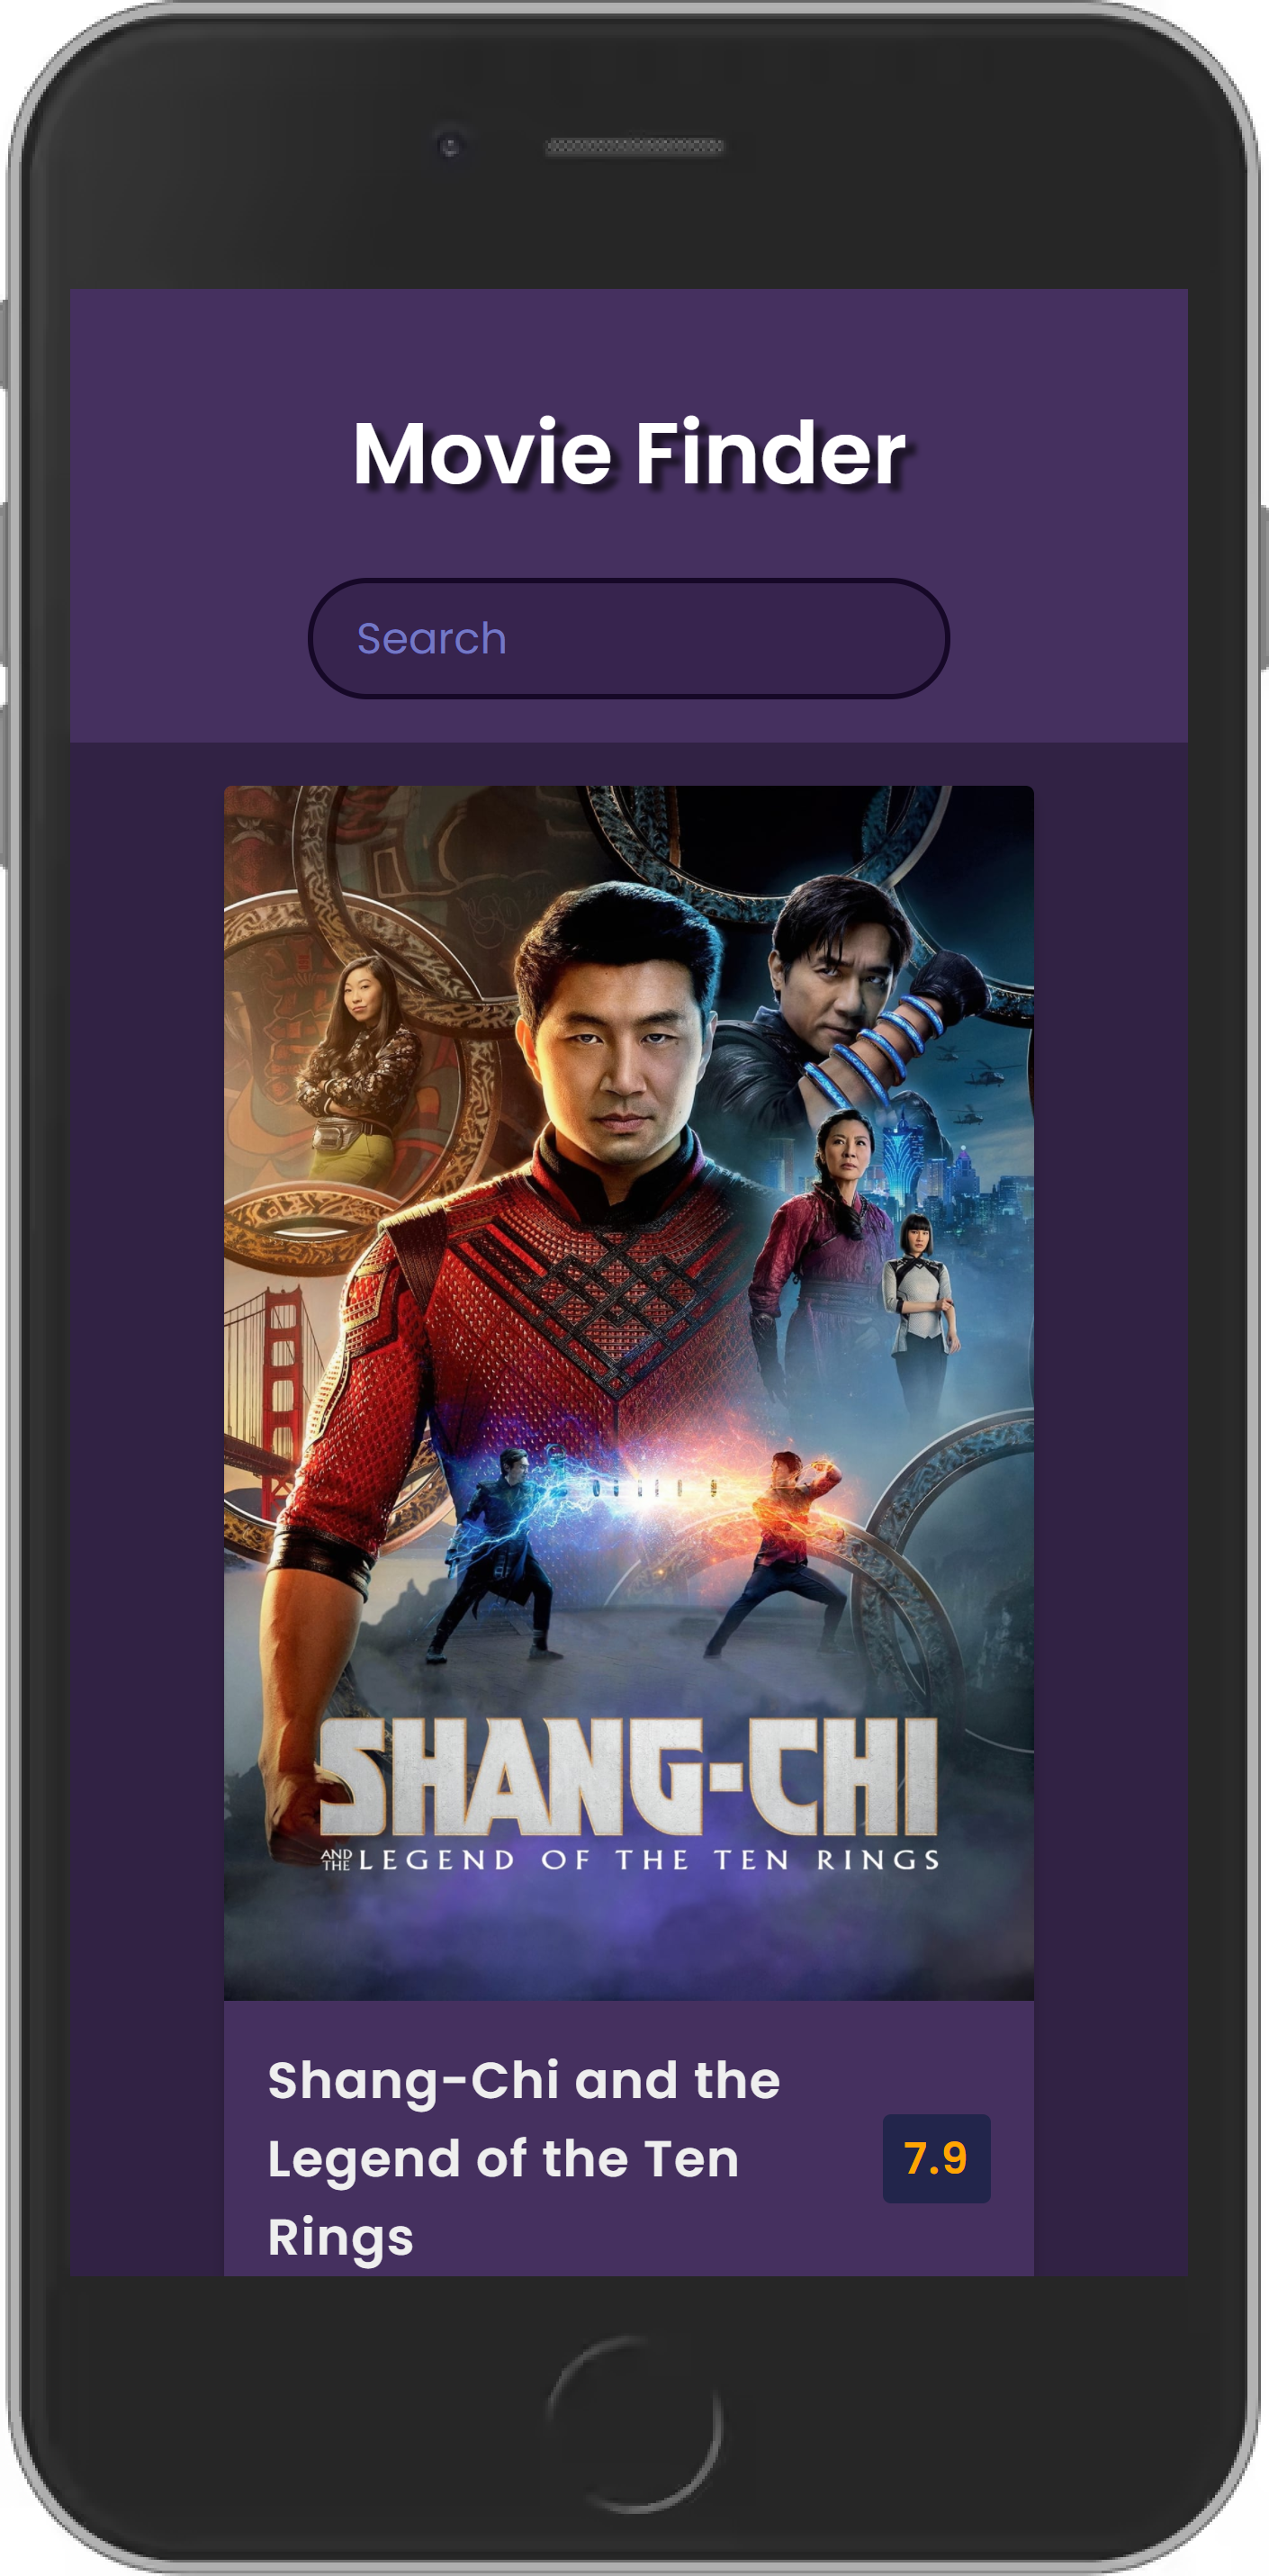 Movie Finder
Search
SHANG-CHI
AND THE LEGEND OF THE TEN RINGS
Shang-Chi and the
Legend of the Ten
Rings
7.9